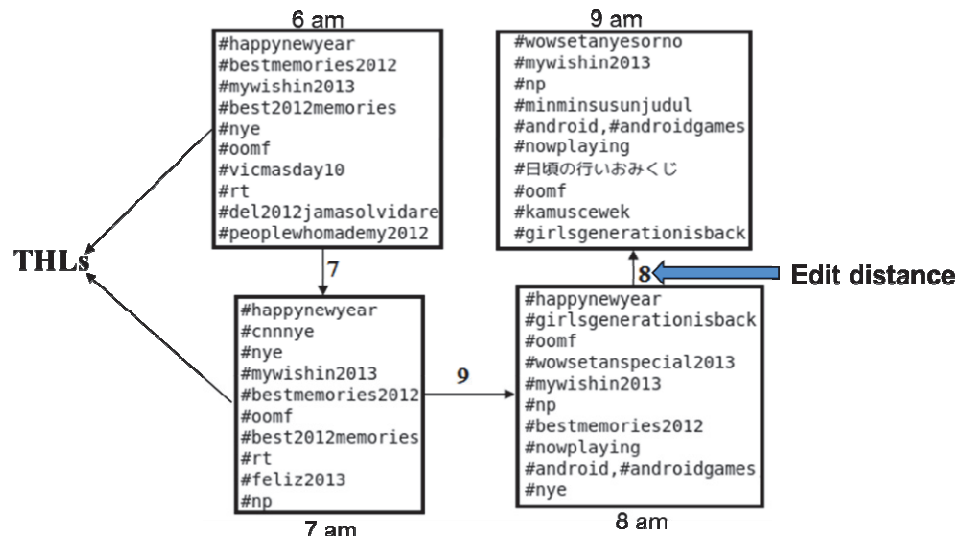 6 am
#happynewyear
#bestmemories2012
#mywishin2013
#best2012memories
#nye
#oomf
#vicmasday10
#rt
#del2012jamasolvidare
#peoplewhomademy2012
9 am
#wowsetanyesorno
#mywishin2013
#np
#minminsusunjudul
#android,#androidgames
#nowplaying
#日頃の行いおみくじ
#oomf
#kamuscewek
#girlsgenerationisback
THLs
7
8
Edit distance
#happynewyear
#cnnnye
#nye
#mywishin2013
#bestmemories2012
#oomf
#best2012memories
#rt
#feliz2013
#np
7 am
9
#happynewyear
#girlsgenerationisback
#oomf
#wowsetanspecial2013
#mywishin2013
#np
#bestmemories2012
#nowplaying
#android,#androidgames
#nye
8 am